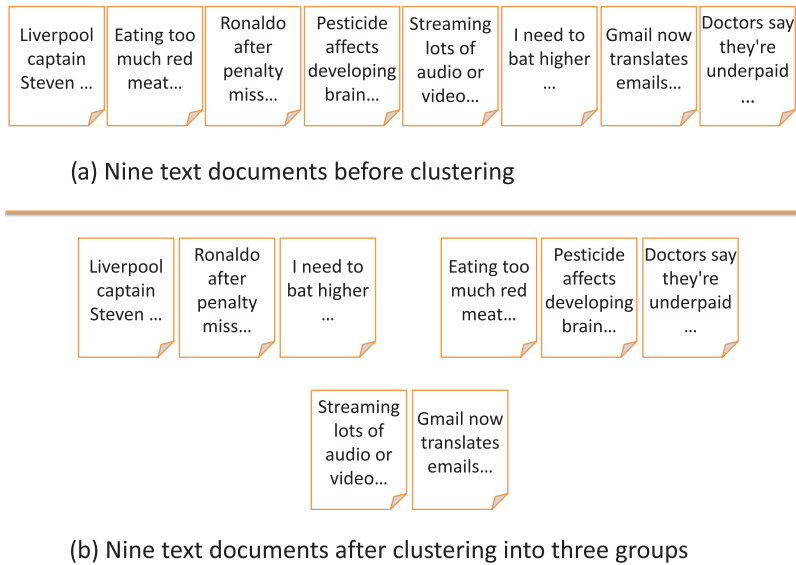 Liverpool
captain
Steven ...
Eating too
much red
meat...
Ronaldo
after
penalty
miss...
Pesticide
affects
developing
brain...
Streaming
lots of
audio or
video...
I need to
bat higher
...
Gmail now
translates
emails...
Doctors say
they're
underpaid
...
(a) Nine text documents before clustering
Liverpool
captain
Steven ...
Ronaldo
after
penalty
miss...
I need to
bat higher
...
Eating too
much red
meat...
Pesticide
affects
developing
brain...
Doctors say
they're
underpaid
...
Streaming
lots of
audio or
video...
Gmail now
translates
emails...
(b) Nine text documents after clustering into three groups